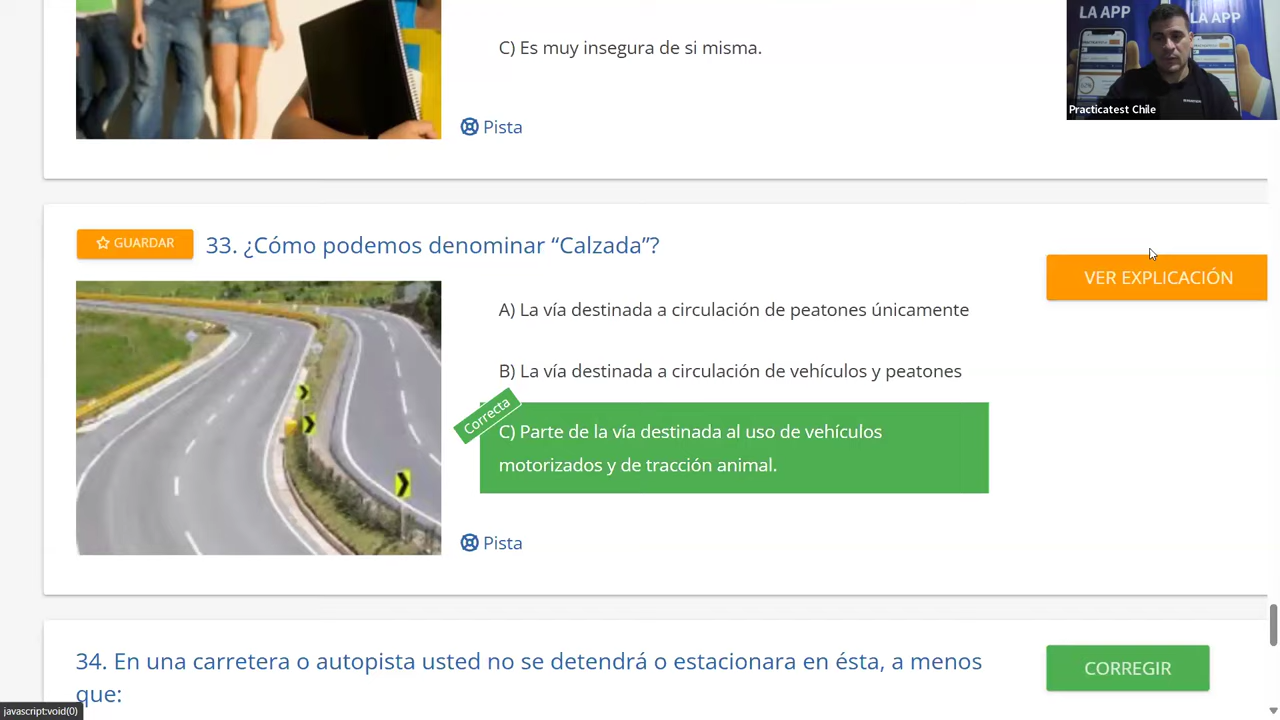 C) Es muy insegura de si misma.
LA APP
LA APP
Practicatest Chile
Pista
GUARDAR
33. ¿Cómo podemos denominar “Calzada”?
VER EXPLICACIÓN
A) La vía destinada a circulación de peatones únicamente
B) La vía destinada a circulación de vehículos y peatones
Correcta
C) Parte de la vía destinada al uso de vehículos
motorizados y de tracción animal.
Pista
34. En una carretera o autopista usted no se detendrá o estacionara en ésta, a menos
que:
CORREGIR
javascript:void(0)